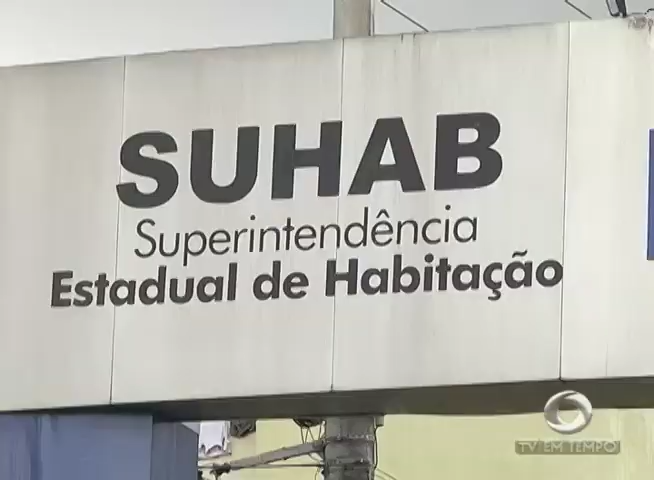 SUHAB
Superintendência
Estadual de Habitação
TV EM TEMPO